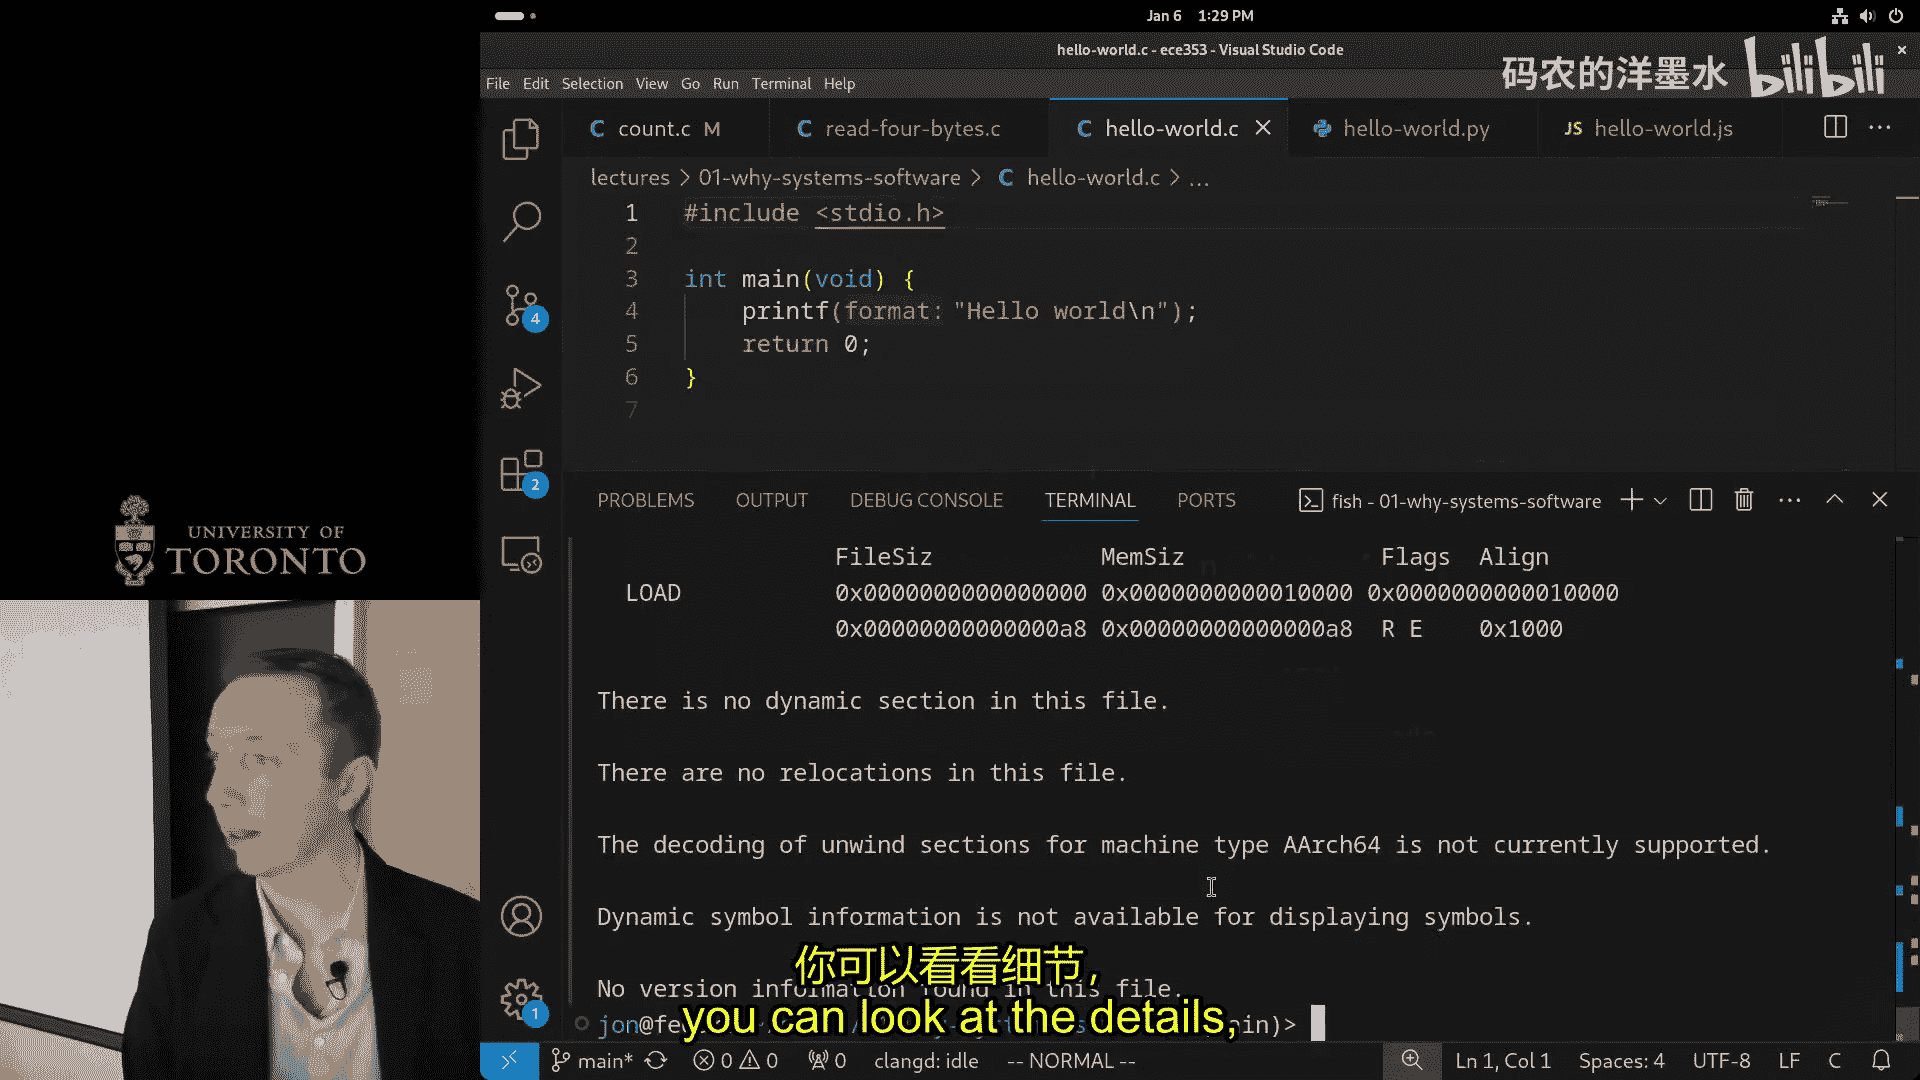 Jan 6 1:29 PM
hello-world.c - ece353 - Visual Studio Code
码农的洋墨水 bilibili
File Edit Selection View Go Run Terminal Help
C count.c M C read-four-bytes.c C hello-world.c hello-world.py JS hello-world.js
lectures > 01-why-systems-software > C hello-world.c > ...
1 #include <stdio.h>
2
3 int main(void) {
4 printf(format: "Hello world\n");
5 return 0;
6 }
7
4
2
PROBLEMS OUTPUT DEBUG CONSOLE TERMINAL PORTS fish - 01-why-systems-software
UNIVERSITY OF
TORONTO
FileSiz MemSiz Flags Align
LOAD 0x0000000000000000 0x0000000000010000 0x0000000000010000
0x00000000000000a8 0x00000000000000a8 R E 0x1000
There is no dynamic section in this file.
There are no relocations in this file.
The decoding of unwind sections for machine type AArch64 is not currently supported.
Dynamic symbol information is not available for displaying symbols.
No version information found in this file.
你可以看看细节,
you can look at the details,
1
main* 0 0 0 clangd: idle -- NORMAL -- Ln 1, Col 1 Spaces: 4 UTF-8 LF C